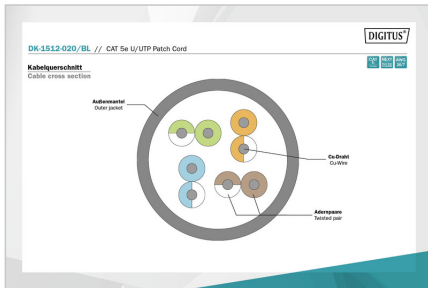 DIGITUS®
DK-1512-020/BL // CAT 5e U/UTP Patch Cord
Kabelquerschnitt
Cable cross section
Außenmantel
Outer jacket
Cu-Draht
Cu-Wire
Adernpaare
Twisted pair